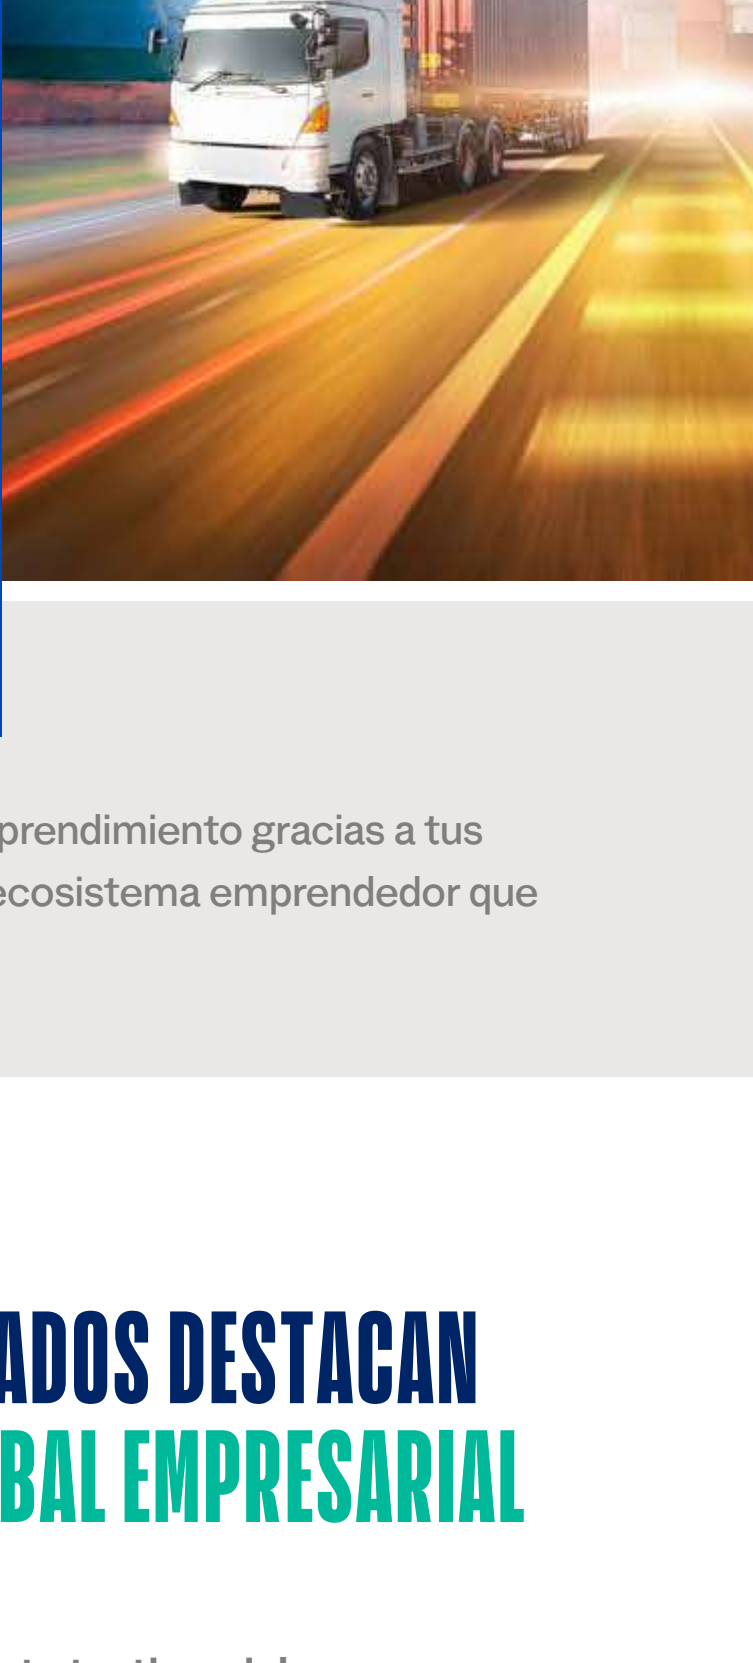 prendimiento gracias a tus
ecosistema emprendedor que
ADOS DESTACAN
BAL EMPRESARIAL